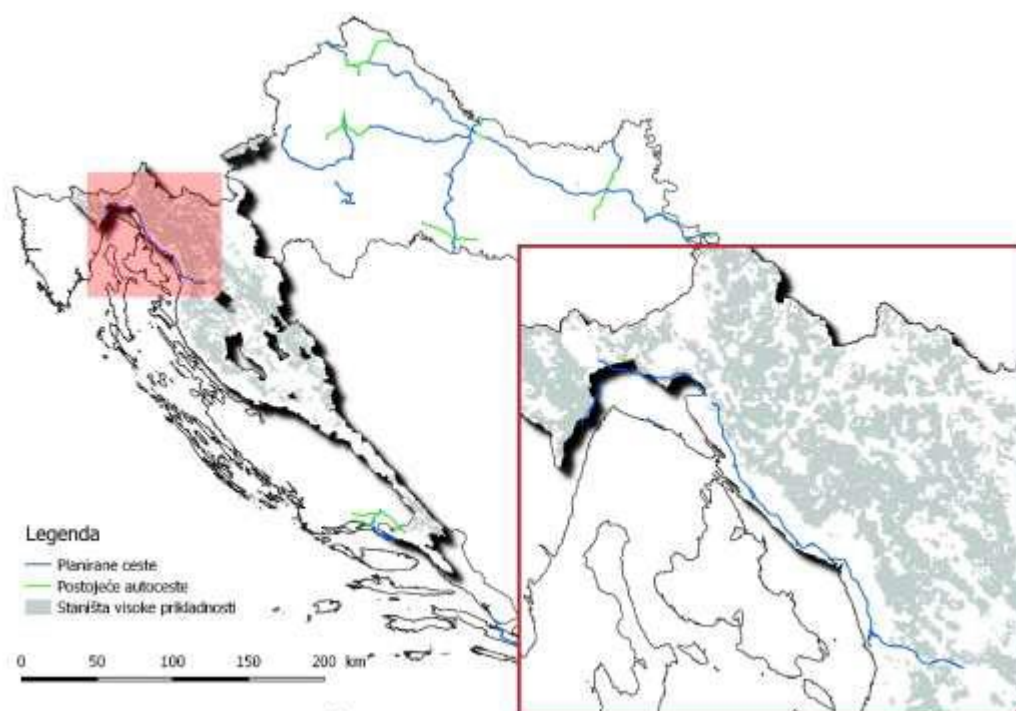 Legenda
Planirane ceste
Postojeće autoceste
Staništa visoke prikladnosti
0 50 100 150 200 km